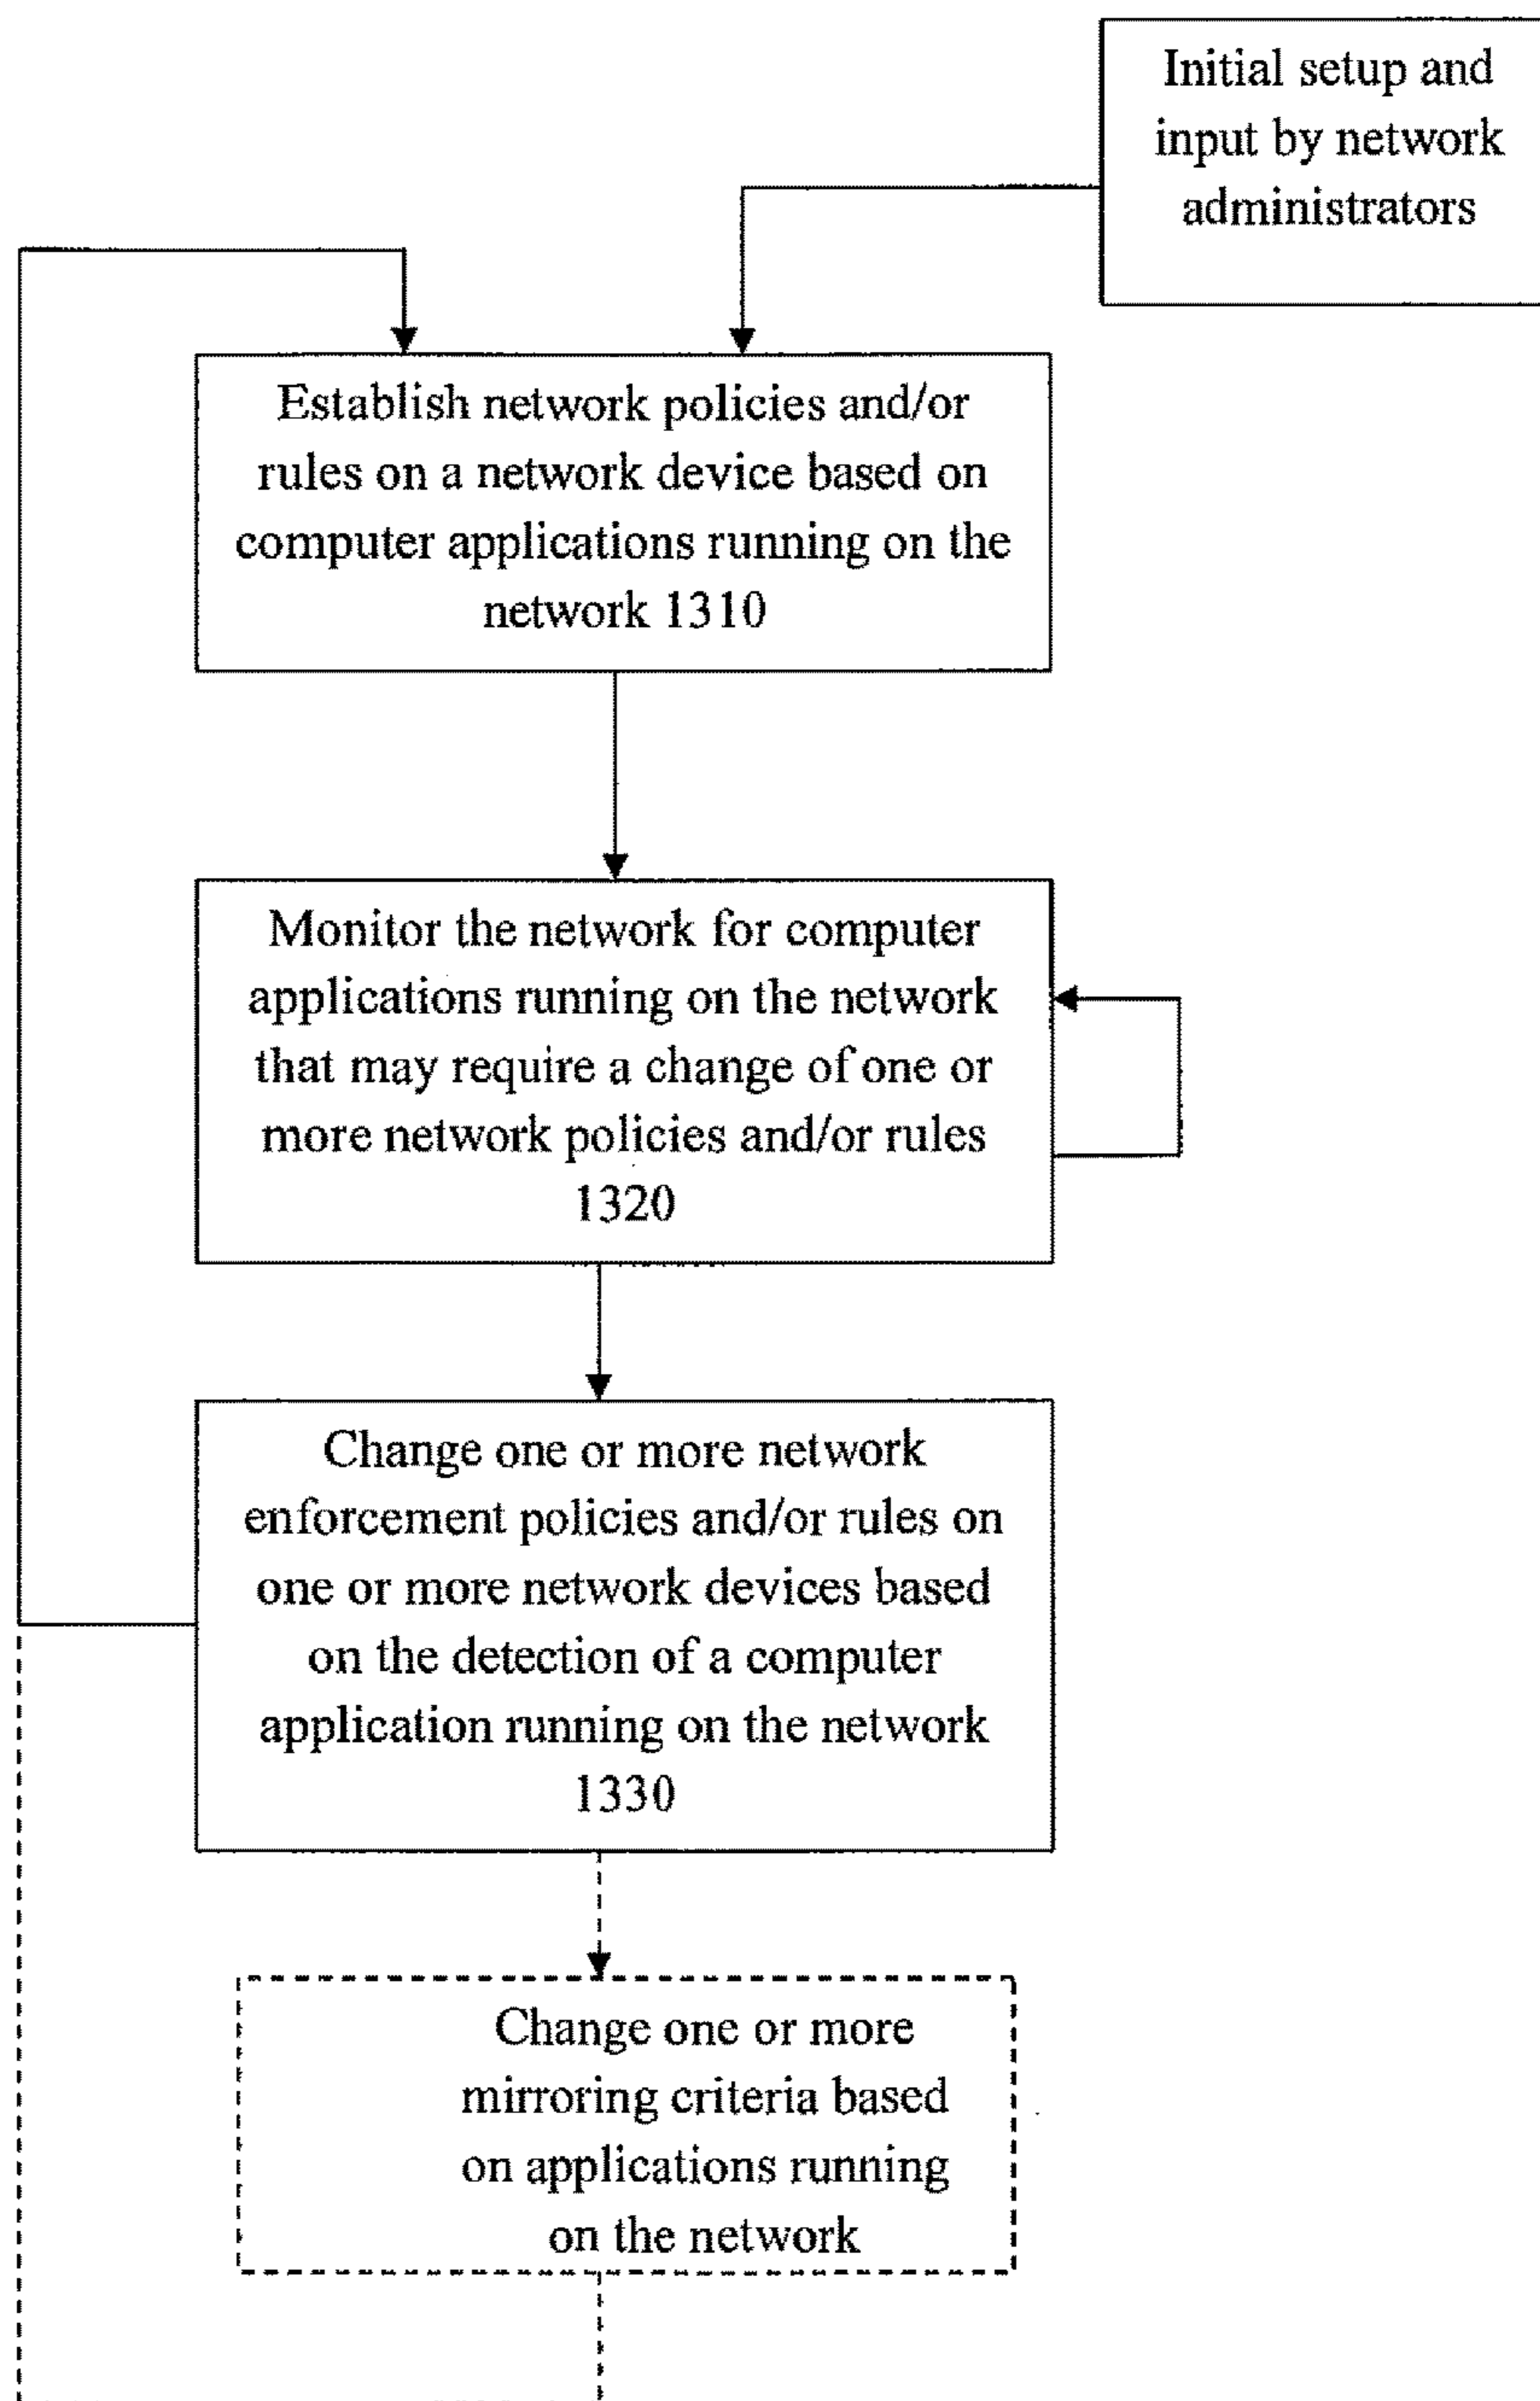 Initial setup and
input by network
administrators
Establish network policies and/or
rules on a network device based on
computer applications running on the
network 1310
Monitor the network for computer
applications running on the network
that may require a change of one or
more network policies and/or rules
1320
Change one or more network
enforcement policies and/or rules on
one or more network devices based
on the detection of a computer
application running on the network
1330
Change one or more
mirroring criteria based
on applications running
on the network